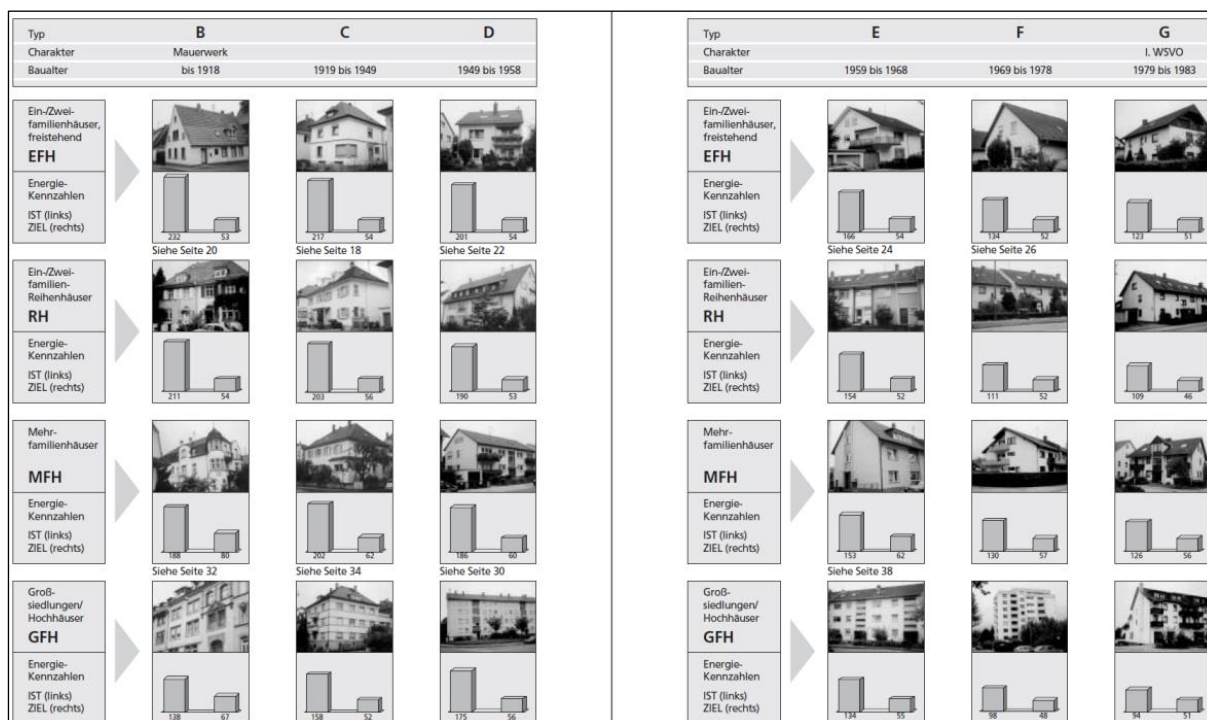 Typ B C D
Charakter Mauerwerk
Baualter bis 1918 1919 bis 1949 1949 bis 1958
Ein-/Zwei-
familienhäuser,
freistehend
EFH
Energie-
Kennzahlen
IST (links)
ZIEL (rechts)
232 53 217 54 201 54
Siehe Seite 20 Siehe Seite 18 Siehe Seite 22
Ein-/Zwei-
familien-
Reihenhäuser
RH
Energie-
Kennzahlen
IST (links)
ZIEL (rechts)
211 54 203 56 190 53
Mehr-
familienhäuser
MFH
Energie-
Kennzahlen
IST (links)
ZIEL (rechts)
188 80 202 62 186 60
Siehe Seite 32 Siehe Seite 34 Siehe Seite 30
Groß-
siedlungen/
Hochhäuser
GFH
Energie-
Kennzahlen
IST (links)
ZIEL (rechts)
138 67 158 52 175 56
Typ E F G
Charakter I. WSVO
Baualter 1959 bis 1968 1969 bis 1978 1979 bis 1983
Ein-/Zwei-
familienhäuser,
freistehend
EFH
Energie-
Kennzahlen
IST (links)
ZIEL (rechts)
166 54 134 52 123 51
Siehe Seite 24 Siehe Seite 26
Ein-/Zwei-
familien-
Reihenhäuser
RH
Energie-
Kennzahlen
IST (links)
ZIEL (rechts)
154 52 111 52 109 46
Mehr-
familienhäuser
MFH
Energie-
Kennzahlen
IST (links)
ZIEL (rechts)
153 62 130 57 126 56
Siehe Seite 38
Groß-
siedlungen/
Hochhäuser
GFH
Energie-
Kennzahlen
IST (links)
ZIEL (rechts)
134 55 98 48 94 51